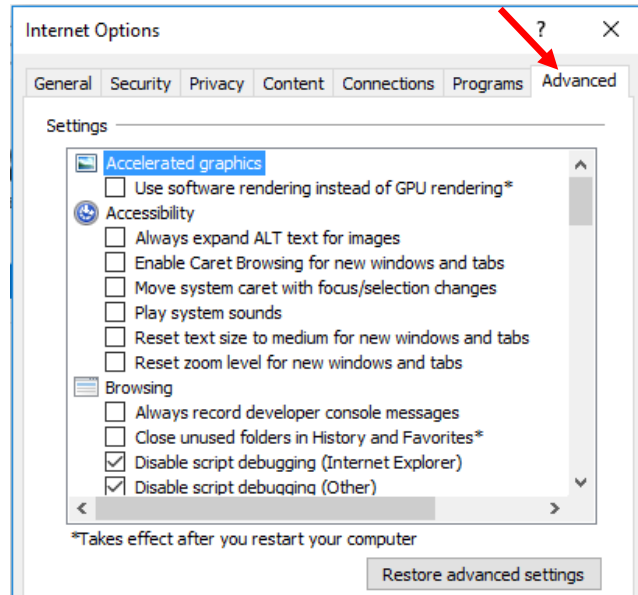 Internet Options ?
General Security Privacy Content Connections Programs Advanced
Settings
Accelerated graphics
Use software rendering instead of GPU rendering*
Accessibility
Always expand ALT text for images
Enable Caret Browsing for new windows and tabs
Move system caret with focus/selection changes
Play system sounds
Reset text size to medium for new windows and tabs
Reset zoom level for new windows and tabs
Browsing
Always record developer console messages
Close unused folders in History and Favorites*
Disable script debugging (Internet Explorer)
Disable script debugging (Other)
*Takes effect after you restart your computer
Restore advanced settings